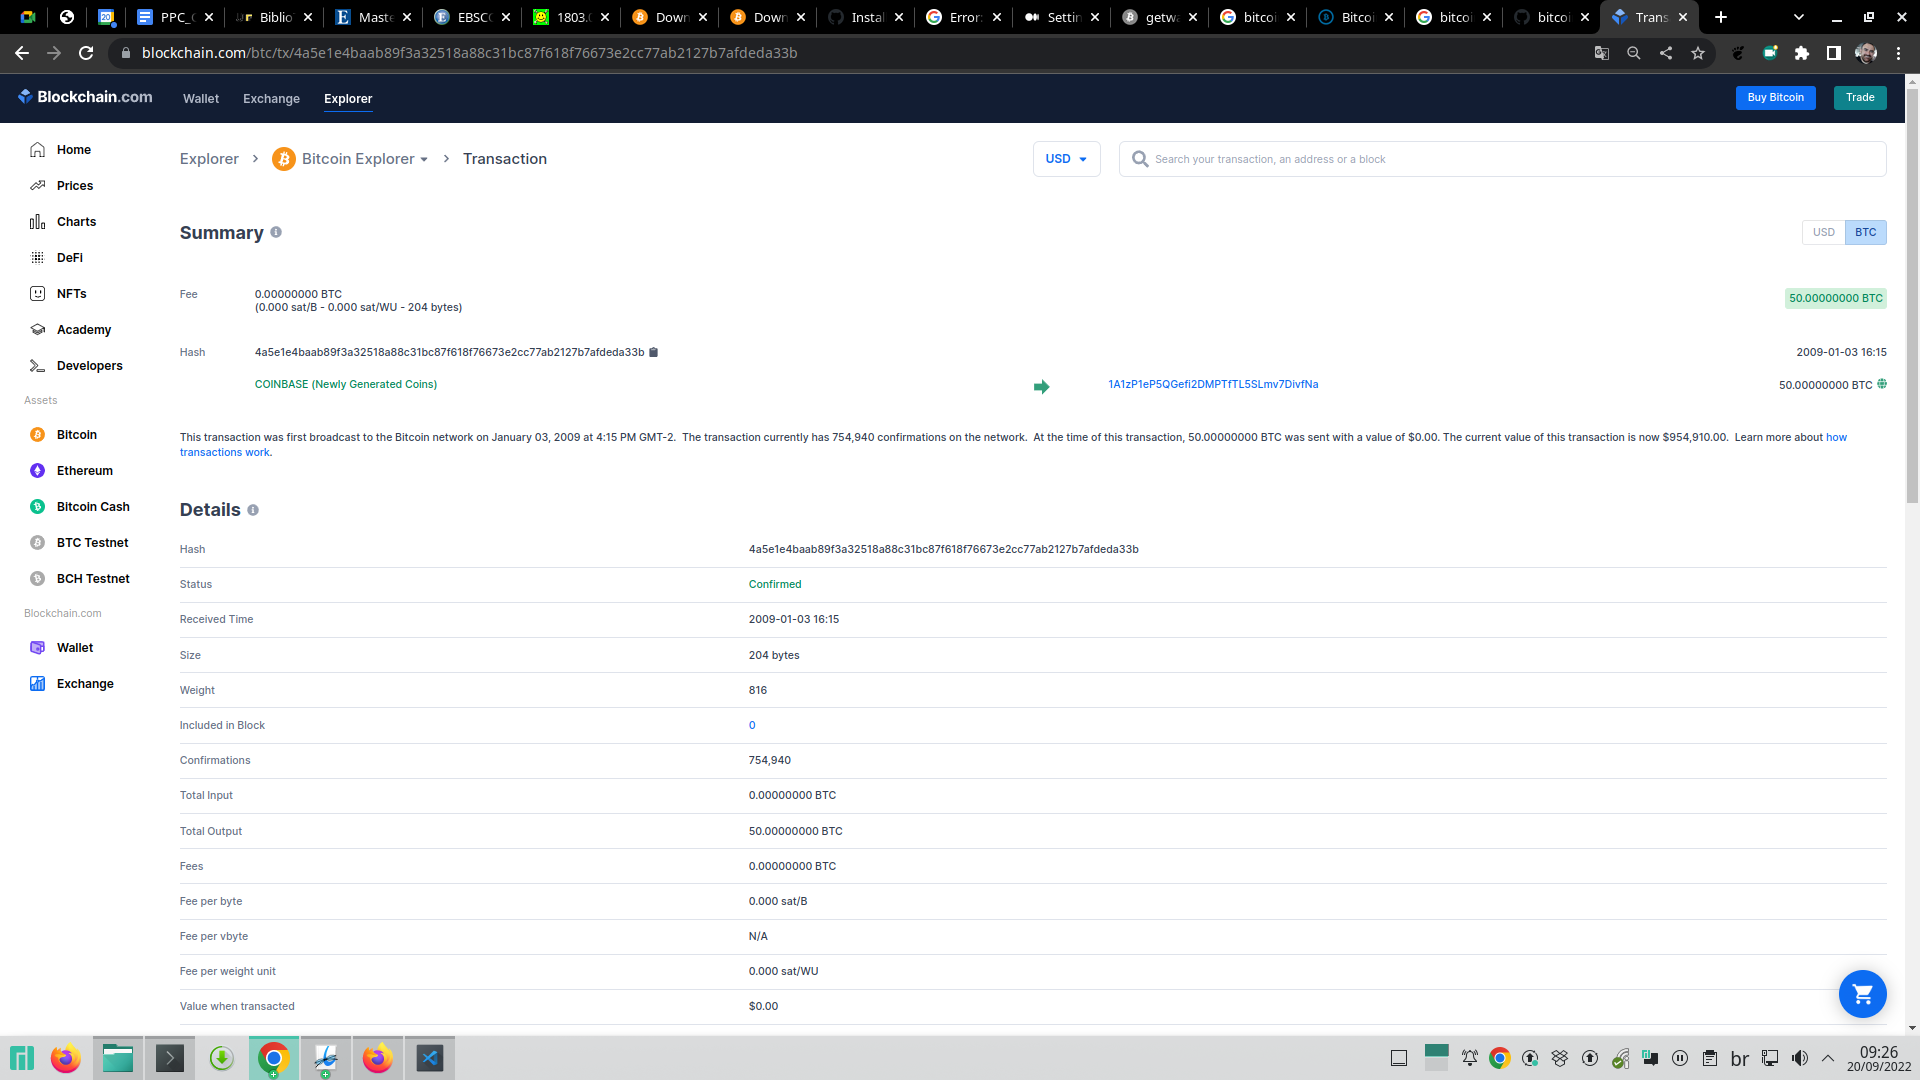 PPC_
Biblio
Maste
EBSC
1803.
Down
Down
Instal
Error:
Settin
getwa
bitcoi
Bitcoi
bitcoi
bitcoi
Trans
blockchain.com/btc/tx/4a5e1e4baab89f3a32518a88c31bc87f618f76673e2cc77ab2127b7afdeda33b
Blockchain.com
Wallet
Exchange
Explorer
Buy Bitcoin
Trade
Home
Prices
Charts
DeFi
NFTs
Academy
Developers
Assets
Bitcoin
Ethereum
Bitcoin Cash
BTC Testnet
BCH Testnet
Blockchain.com
Wallet
Exchange
Explorer > Bitcoin Explorer > Transaction
USD
Search your transaction, an address or a block
Summary
USD BTC
Fee 0.00000000 BTC
(0.000 sat/B - 0.000 sat/WU - 204 bytes)
50.00000000 BTC
Hash 4a5e1e4baab89f3a32518a88c31bc87f618f76673e2cc77ab2127b7afdeda33b 2009-01-03 16:15
COINBASE (Newly Generated Coins) 1A1zP1eP5QGefi2DMPTfTL5SLmv7DivfNa 50.00000000 BTC
This transaction was first broadcast to the Bitcoin network on January 03, 2009 at 4:15 PM GMT-2. The transaction currently has 754,940 confirmations on the network. At the time of this transaction, 50.00000000 BTC was sent with a value of $0.00. The current value of this transaction is now $954,910.00. Learn more about how
transactions work.
Details
Hash 4a5e1e4baab89f3a32518a88c31bc87f618f76673e2cc77ab2127b7afdeda33b
Status Confirmed
Received Time 2009-01-03 16:15
Size 204 bytes
Weight 816
Included in Block 0
Confirmations 754,940
Total Input 0.00000000 BTC
Total Output 50.00000000 BTC
Fees 0.00000000 BTC
Fee per byte 0.000 sat/B
Fee per vbyte N/A
Fee per weight unit 0.000 sat/WU
Value when transacted $0.00
br
09:26
20/09/2022